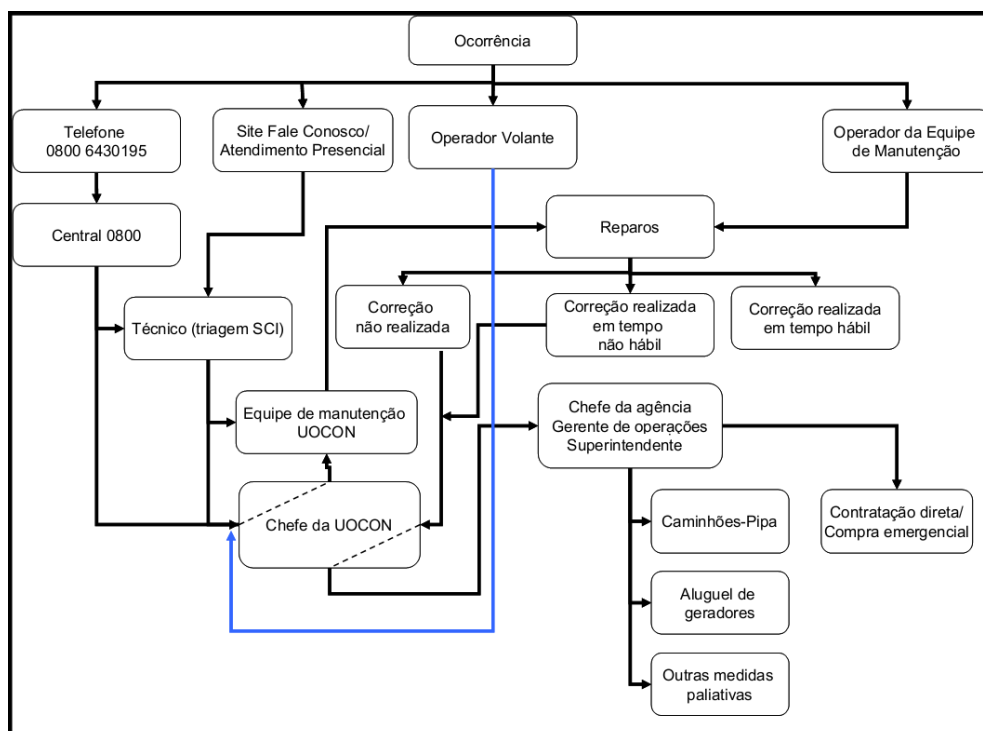 Ocorrência
Telefone
0800 6430195
Site Fale Conosco/
Atendimento Presencial
Operador Volante
Operador da Equipe
de Manutenção
Central 0800
Reparos
Técnico (triagem SCI)
Correção
não realizada
Correção realizada
em tempo
não hábil
Correção realizada
em tempo hábil
Equipe de manutenção
UOCON
Chefe da agência
Gerente de operações
Superintendente
Chefe da UOCON
Caminhões-Pipa
Contratação direta/
Compra emergencial
Aluguel de
geradores
Outras medidas
paliativas